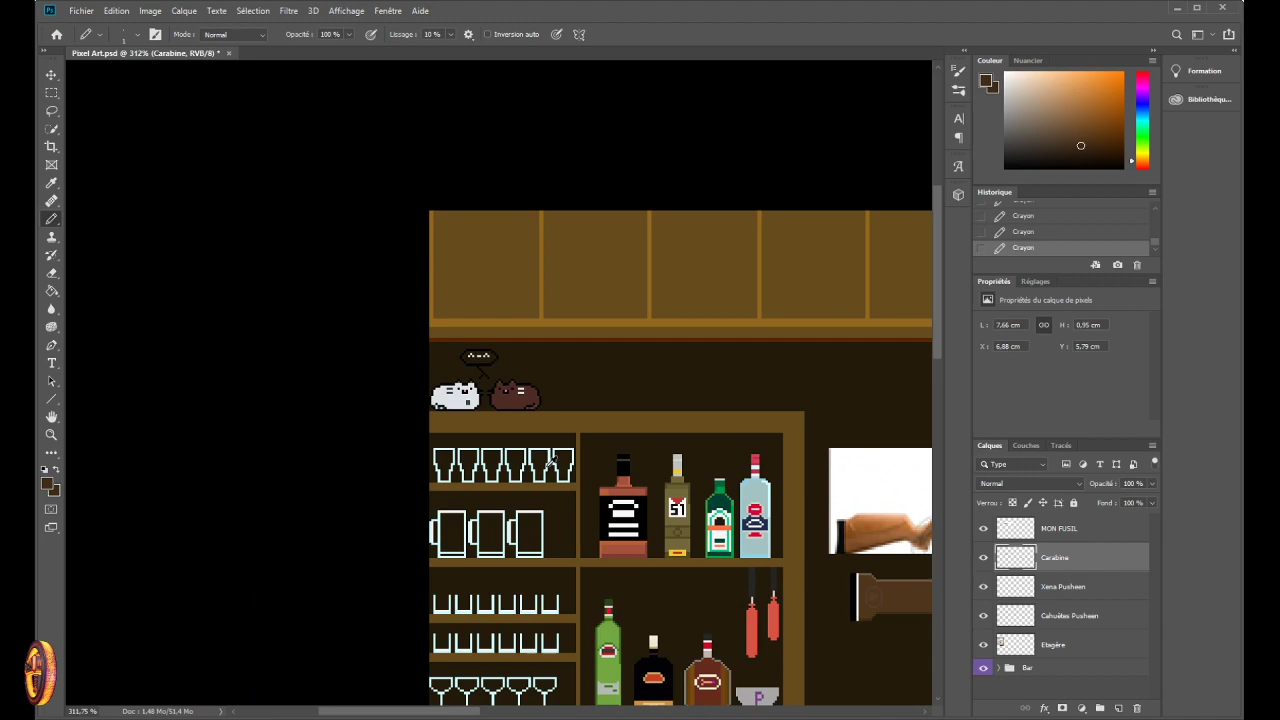 Ps Fichier Edition Image Calque Texte Sélection Filtre 3D Affichage Fenêtre Aide
1 Mode : Normal Opacité : 100 % Lissage : 10 % Inversion auto
Pixel Art.psd @ 312% (Carabine, RVB/8) *
Couleur Nuancier
Formation
Bibliothèqu...
Historique
Crayon
Crayon
Crayon
Propriétés Réglages
Propriétés du calque de pixels
L : 7,66 cm H : 0,95 cm
X : 6,88 cm Y : 5,79 cm
51
P
Calques Couches Tracés
Type
Normal Opacité : 100 %
Verrou : Fond : 100 %
MON FUSIL
Carabine
Xena Pusheen
Cahuètes Pusheen
Etagère
Bar
311,75 % Doc : 1,48 Mo/51,4 Mo